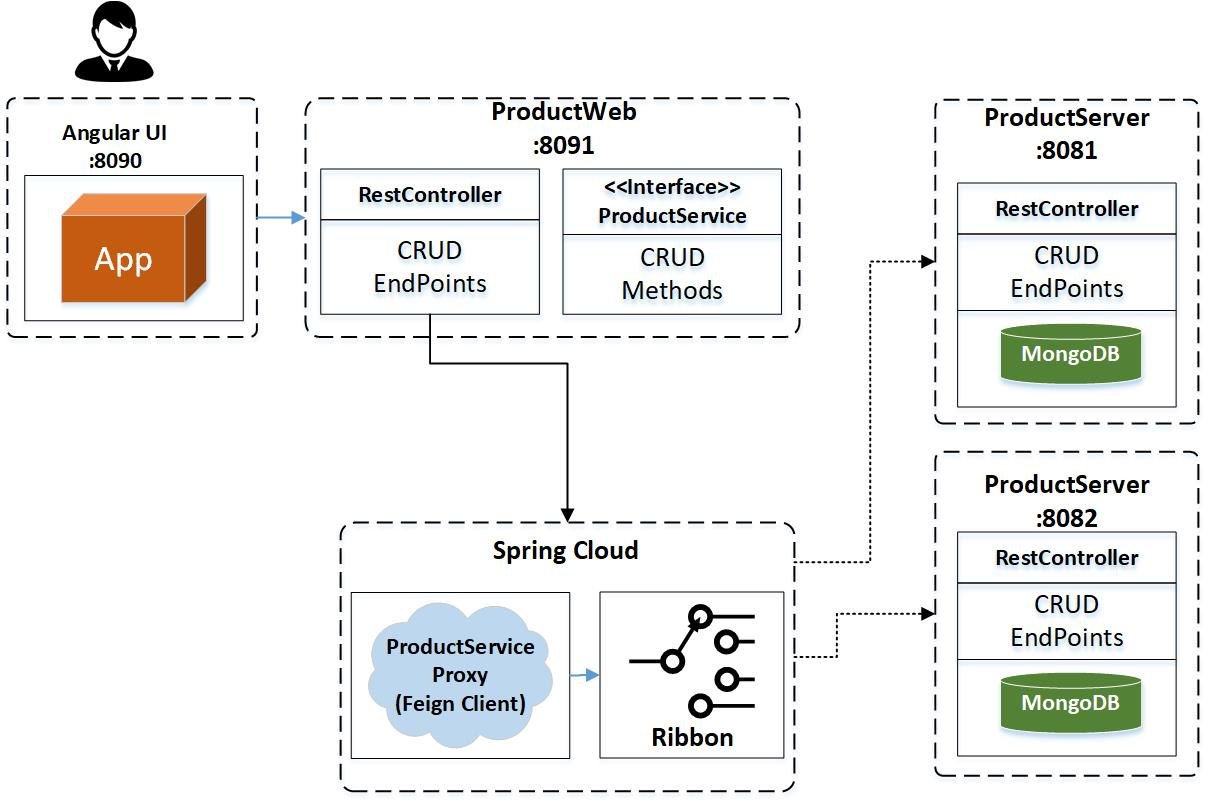 Angular UI
:8090
App
ProductWeb
:8091
RestController
CRUD
EndPoints
<<Interface>>
ProductService
CRUD
Methods
Spring Cloud
ProductService
Proxy
(Feign Client)
Ribbon
ProductServer
:8081
RestController
CRUD
EndPoints
MongoDB
ProductServer
:8082
RestController
CRUD
EndPoints
MongoDB